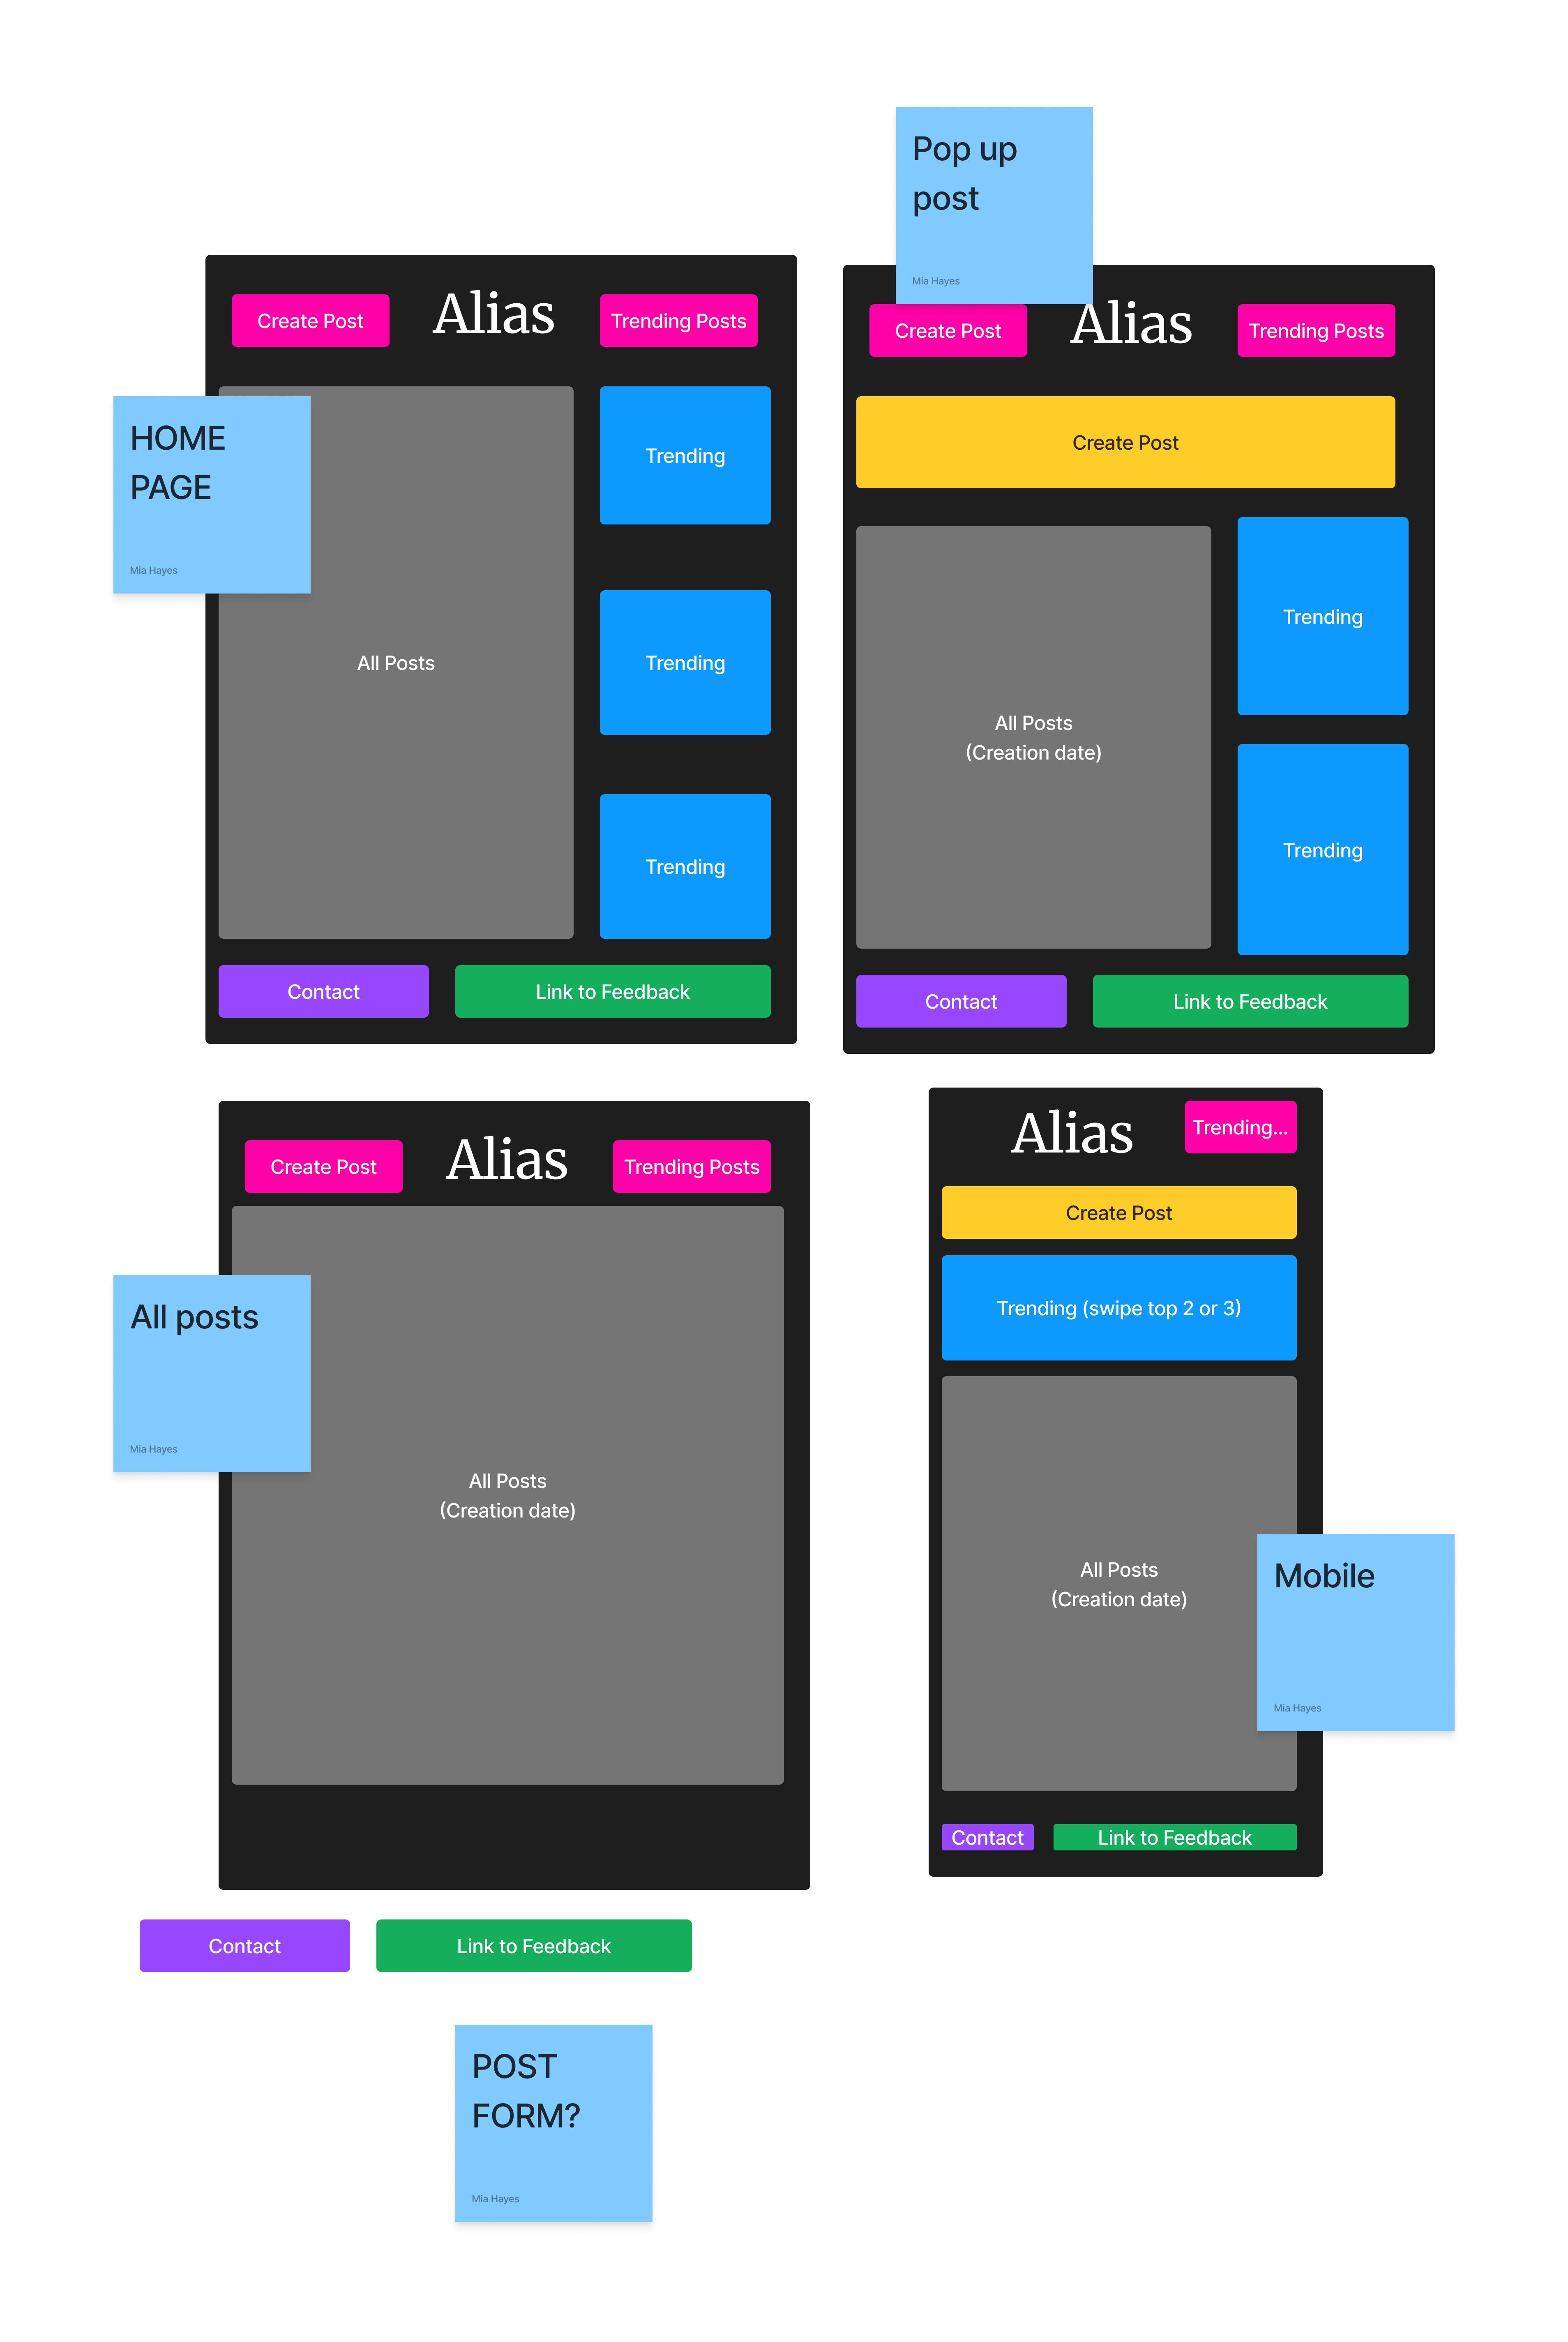 Pop up
post
Mia Hayes
Create Post
Alias
Trending Posts
HOME
PAGE
Mia Hayes
All Posts
Trending
Trending
Trending
Contact
Link to Feedback
Create Post
Alias
Trending Posts
Create Post
All Posts
(Creation date)
Trending
Trending
Contact
Link to Feedback
Create Post
Alias
Trending Posts
All posts
Mia Hayes
All Posts
(Creation date)
Contact
Link to Feedback
Alias
Trending...
Create Post
Trending (swipe top 2 or 3)
All Posts
(Creation date)
Mobile
Mia Hayes
Contact
Link to Feedback
POST
FORM?
Mia Hayes